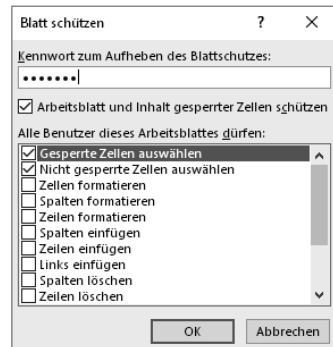 Blatt schützen ? ×
Kennwort zum Aufheben des Blattschutzes:
•••••••
Arbeitsblatt und Inhalt gesperrter Zellen schützen
Alle Benutzer dieses Arbeitsblattes dürfen:
Gesperrte Zellen auswählen
Nicht gesperrte Zellen auswählen
Zellen formatieren
Spalten formatieren
Zeilen formatieren
Spalten einfügen
Zeilen einfügen
Links einfügen
Spalten löschen
Zeilen löschen
OK Abbrechen